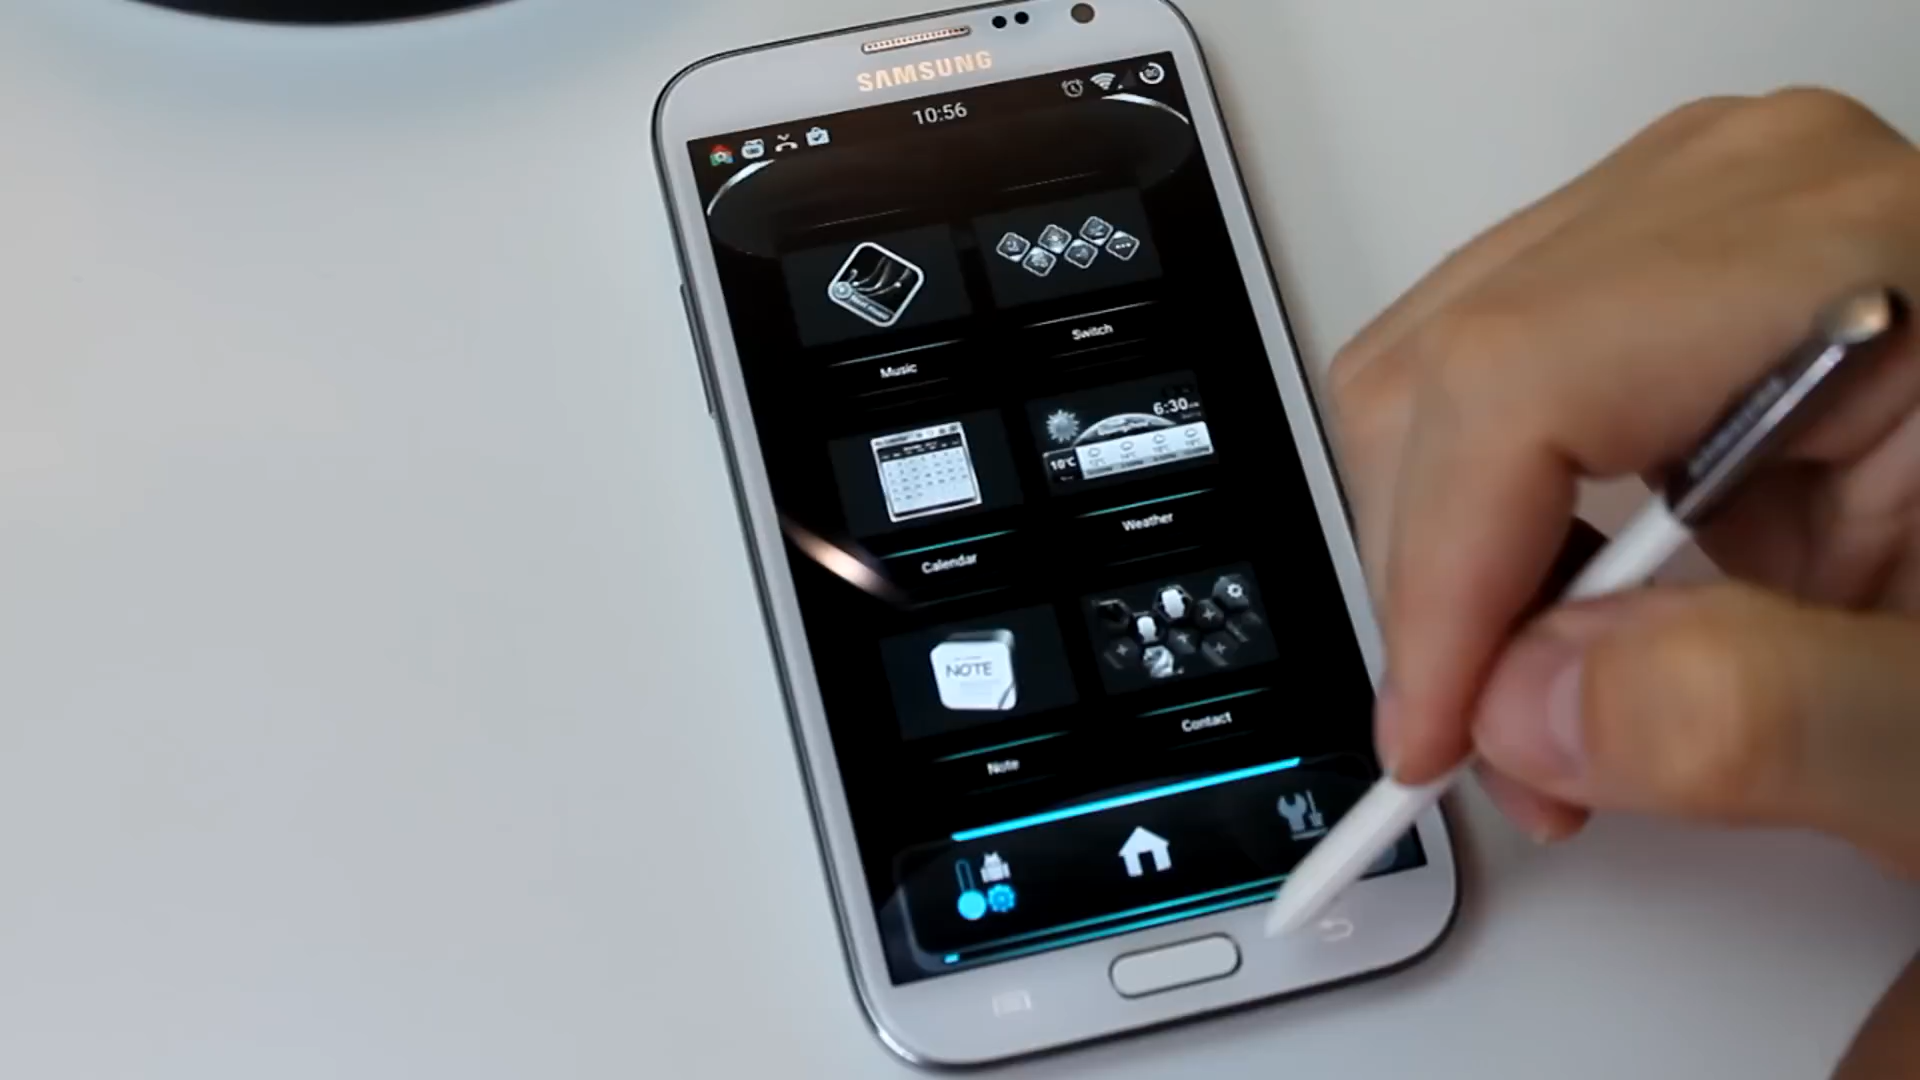 SAMSUNG
10:56
Music
Switch
6:30
10°C
Calendar
Weather
NOTE
Note
Contact